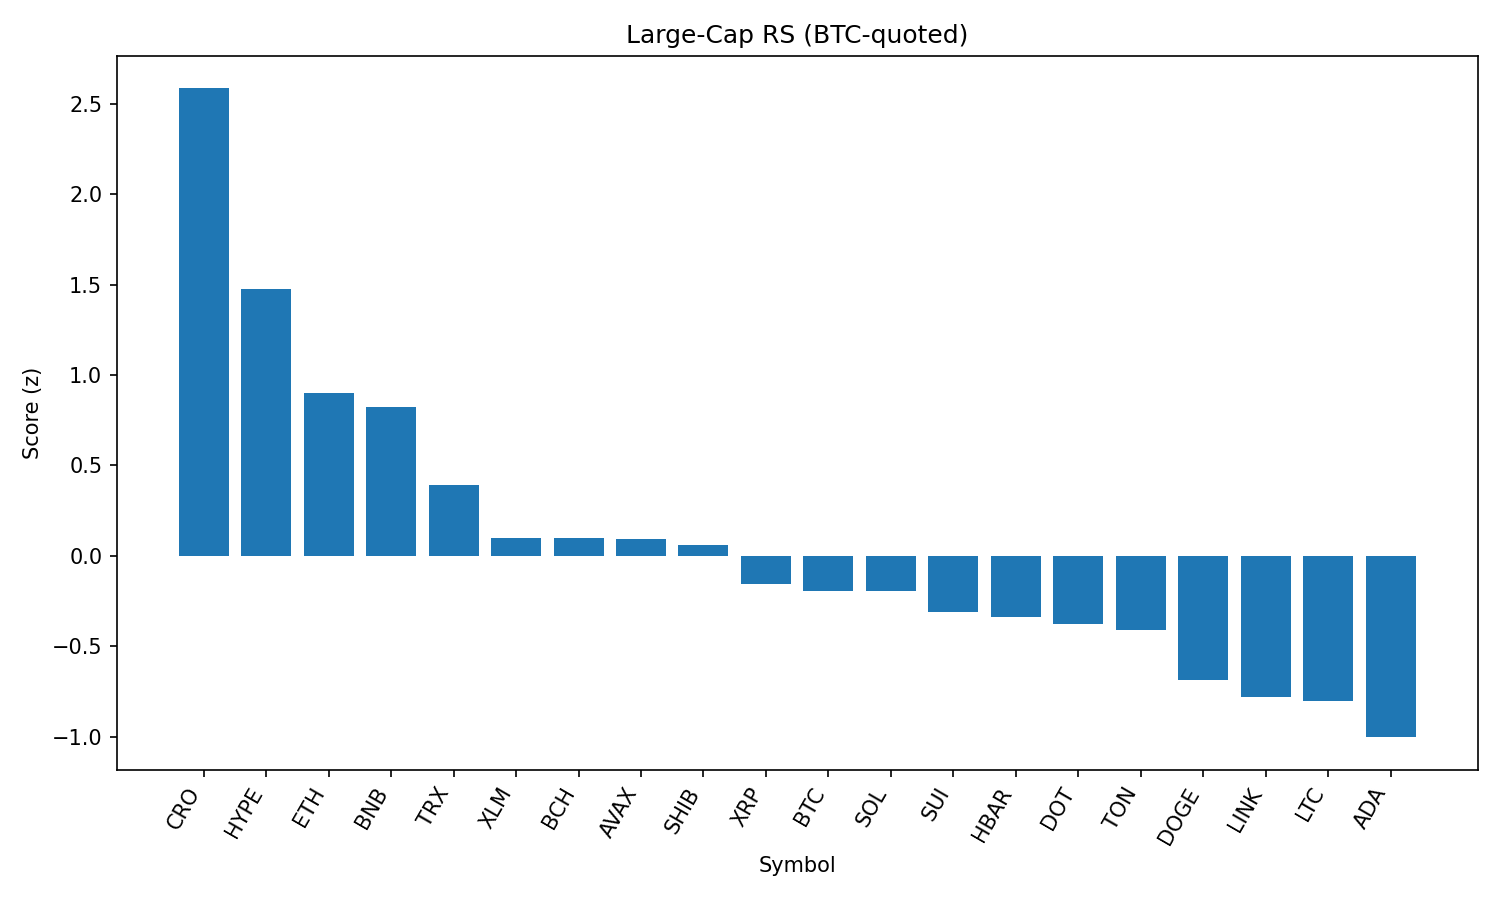 Large-Cap RS (BTC-quoted)
Score (z)
2.5
2.0
1.5
1.0
0.5
0.0
−0.5
−1.0
CRO
HYPE
ETH
BNB
TRX
XLM
BCH
AVAX
SHIB
XRP
BTC
SOL
SUI
HBAR
DOT
TON
DOGE
LINK
LTC
ADA
Symbol